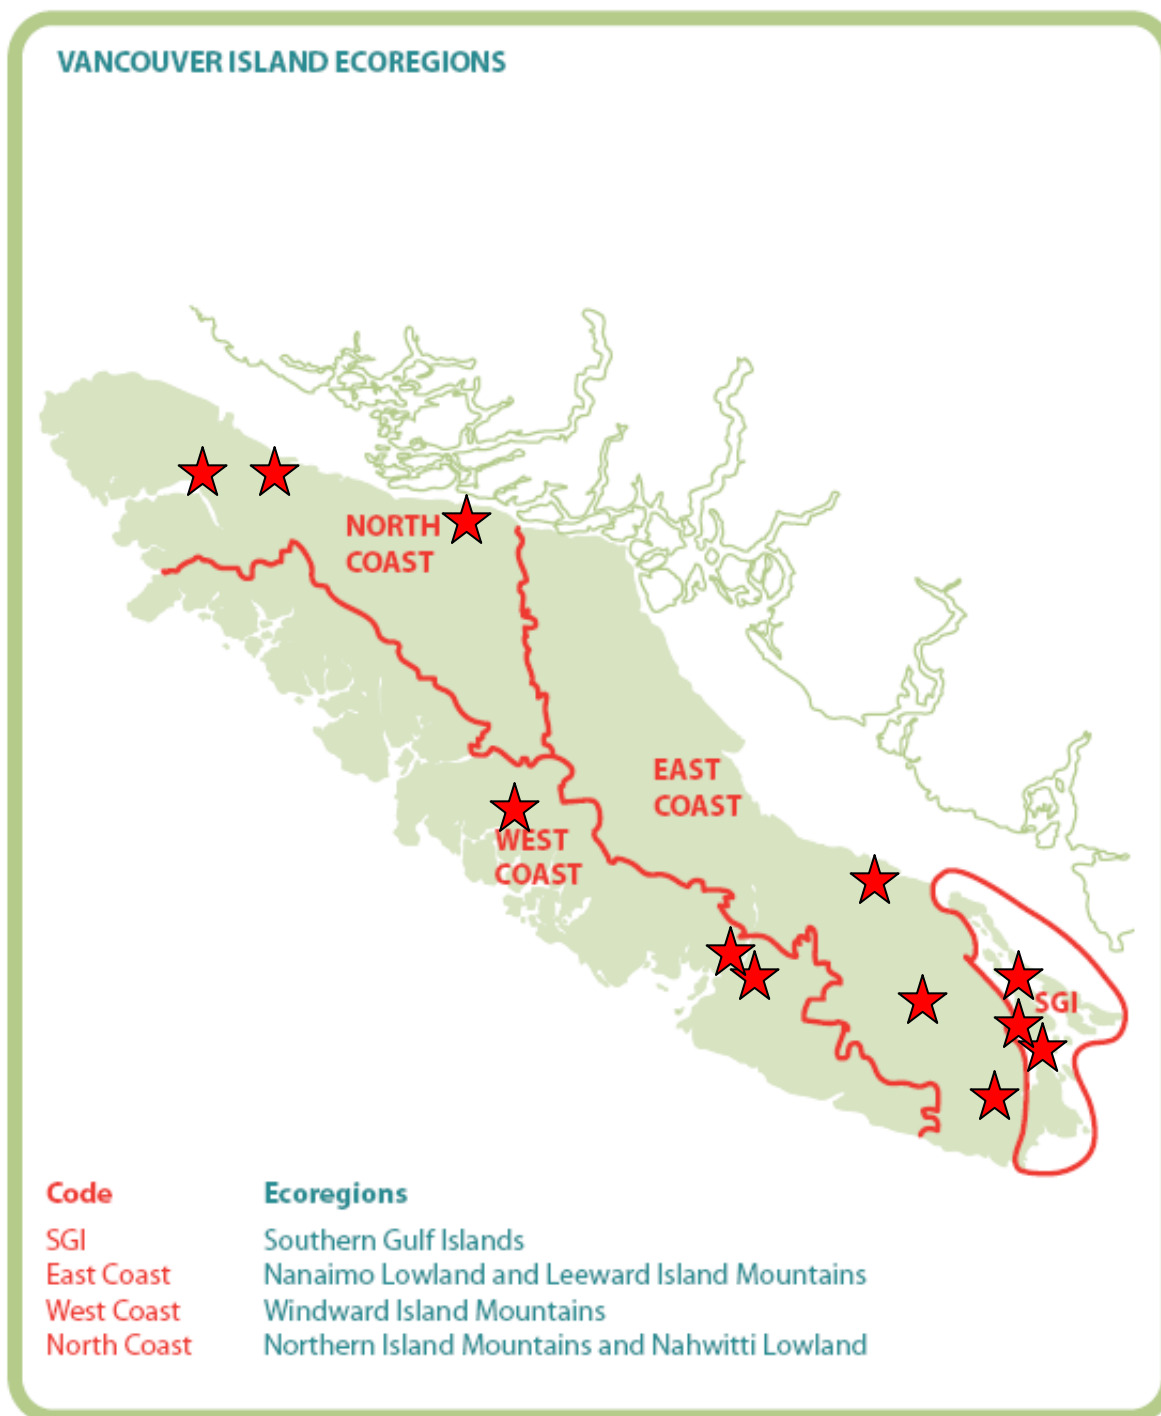 VANCOUVER ISLAND ECOREGIONS
NORTH
COAST
EAST
COAST
WEST
COAST
SGI
Code Ecoregions
SGI Southern Gulf Islands
East Coast Nanaimo Lowland and Leeward Island Mountains
West Coast Windward Island Mountains
North Coast Northern Island Mountains and Nahwitti Lowland